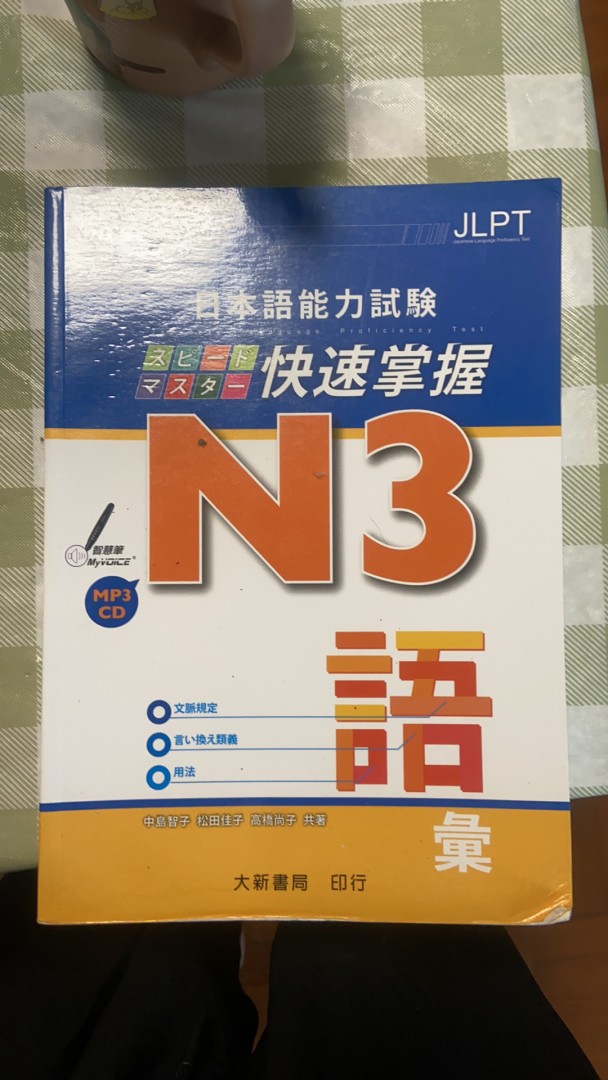 JLPT
Japanese-Language Proficiency Test
日本語能力試験
Language Proficiency Test
スピード
マスター
快速掌握
N3
智慧筆
MyVOICE®
MP3
CD
語
彙
文脈規定
言い換え類義
用法
中島智子 松田佳子 高橋尚子 共著
大新書局 印行